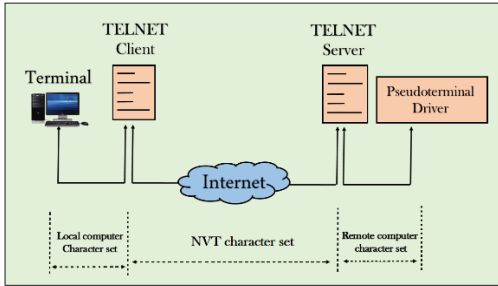 TELNET
Client
TELNET
Server
Terminal
Pseudoterminal
Driver
Internet
Local computer
Character set
NVT character set
Remote computer
character set